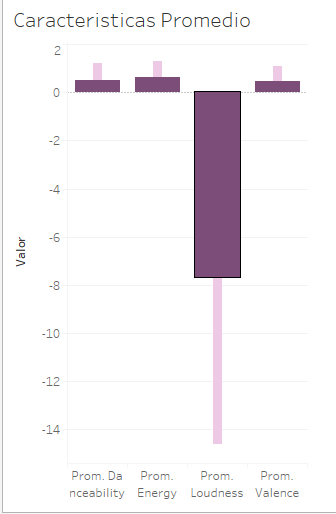 Caracteristicas Promedio
2
0
-2
-4
-6
-8
-10
-12
-14
Valor
Prom. Da
nceability
Prom.
Energy
Prom.
Loudness
Prom.
Valence